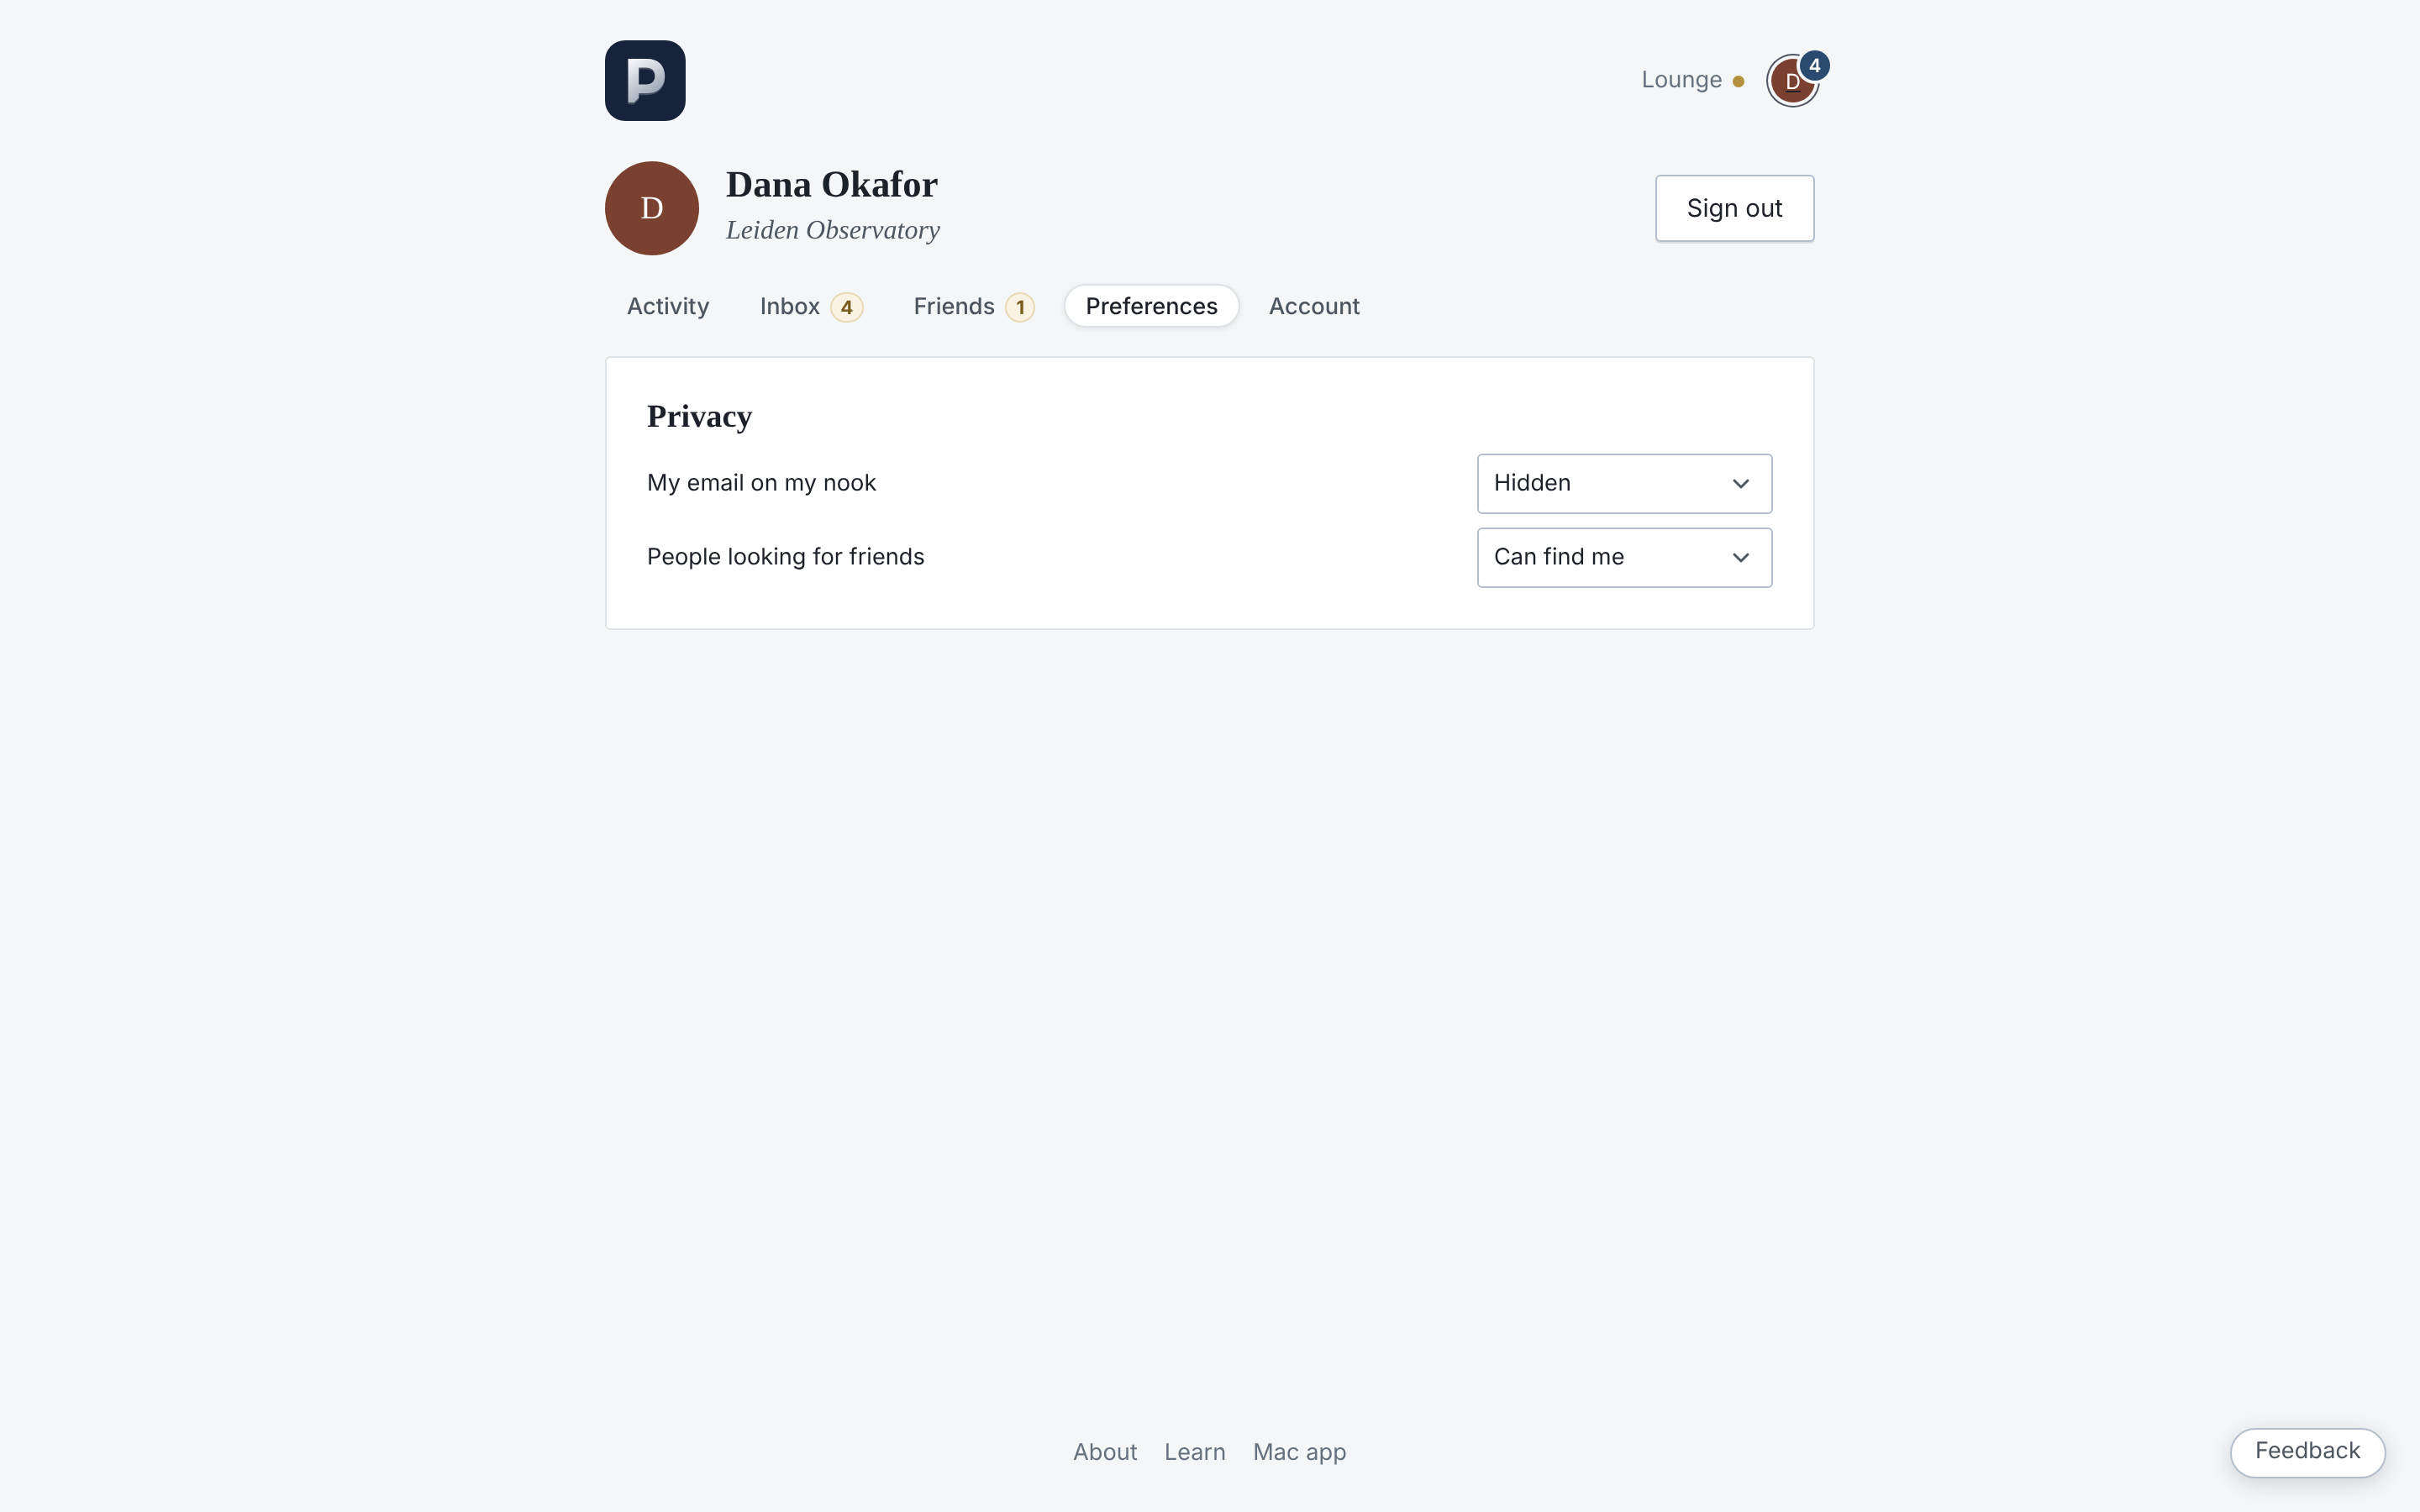 P
Lounge
D 4
D
Dana Okafor
Leiden Observatory
Sign out
Activity Inbox 4 Friends 1 Preferences Account
Privacy
My email on my nook Hidden
People looking for friends Can find me
About Learn Mac app
Feedback